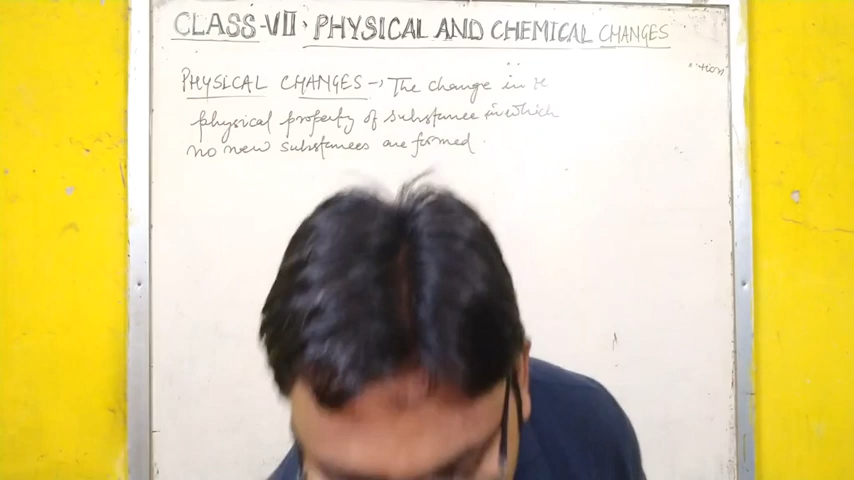 CLASS-VII. PHYSICAL AND CHEMICAL CHANGES
PHYSICAL CHANGES → The change in
physical property of substance in which
no new substances are formed.